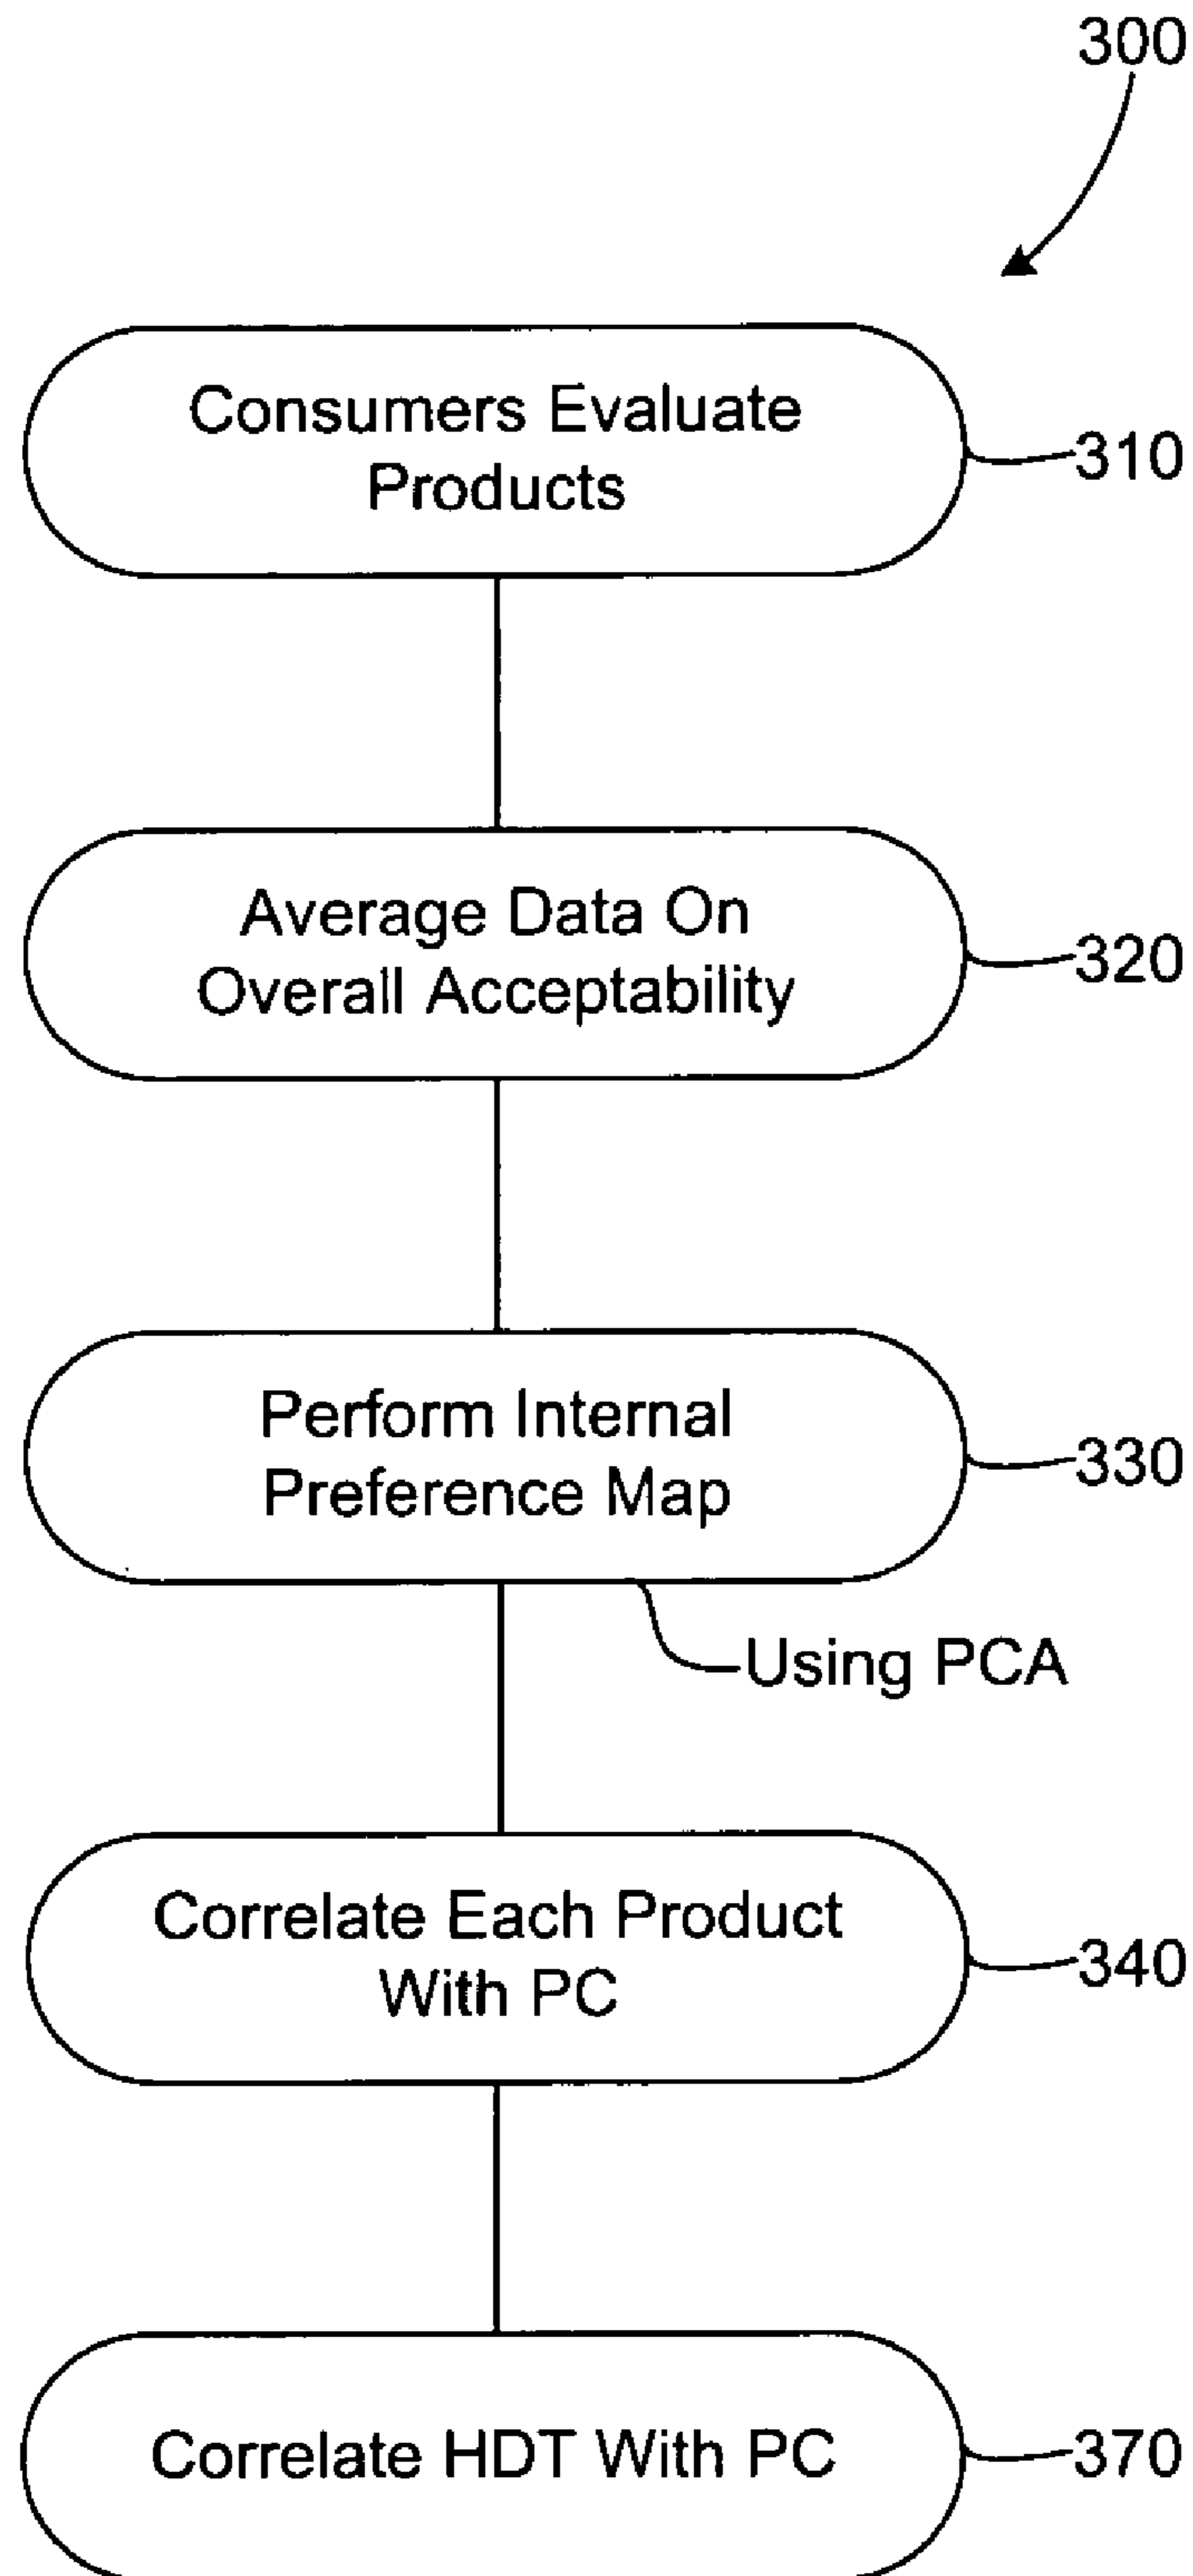 300
Consumers Evaluate
Products
310
Average Data On
Overall Acceptability
320
Perform Internal
Preference Map
330
Using PCA
Correlate Each Product
With PC
340
Correlate HDT With PC
370